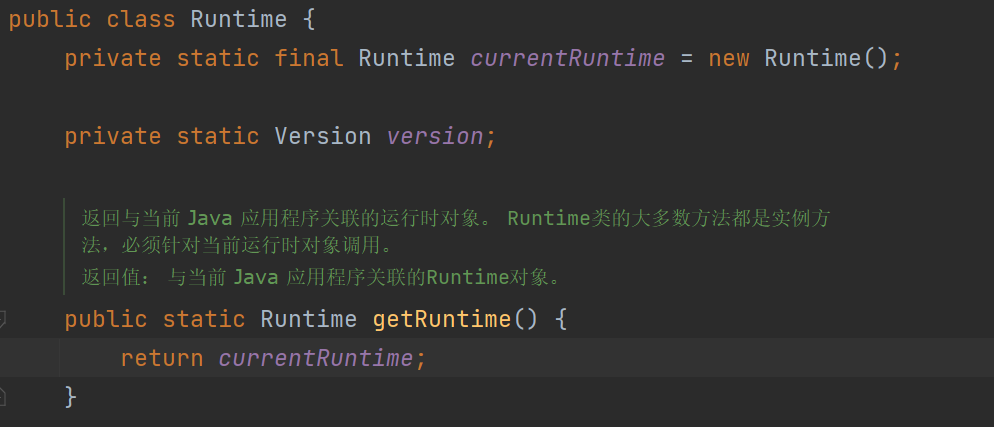 public class Runtime {
private static final Runtime currentRuntime = new Runtime();
private static Version version;
返回与当前 Java 应用程序关联的运行时对象。 Runtime类的大多数方法都是实例方
法，必须针对当前运行时对象调用。
返回值： 与当前 Java 应用程序关联的Runtime对象。
public static Runtime getRuntime() {
return currentRuntime;
}